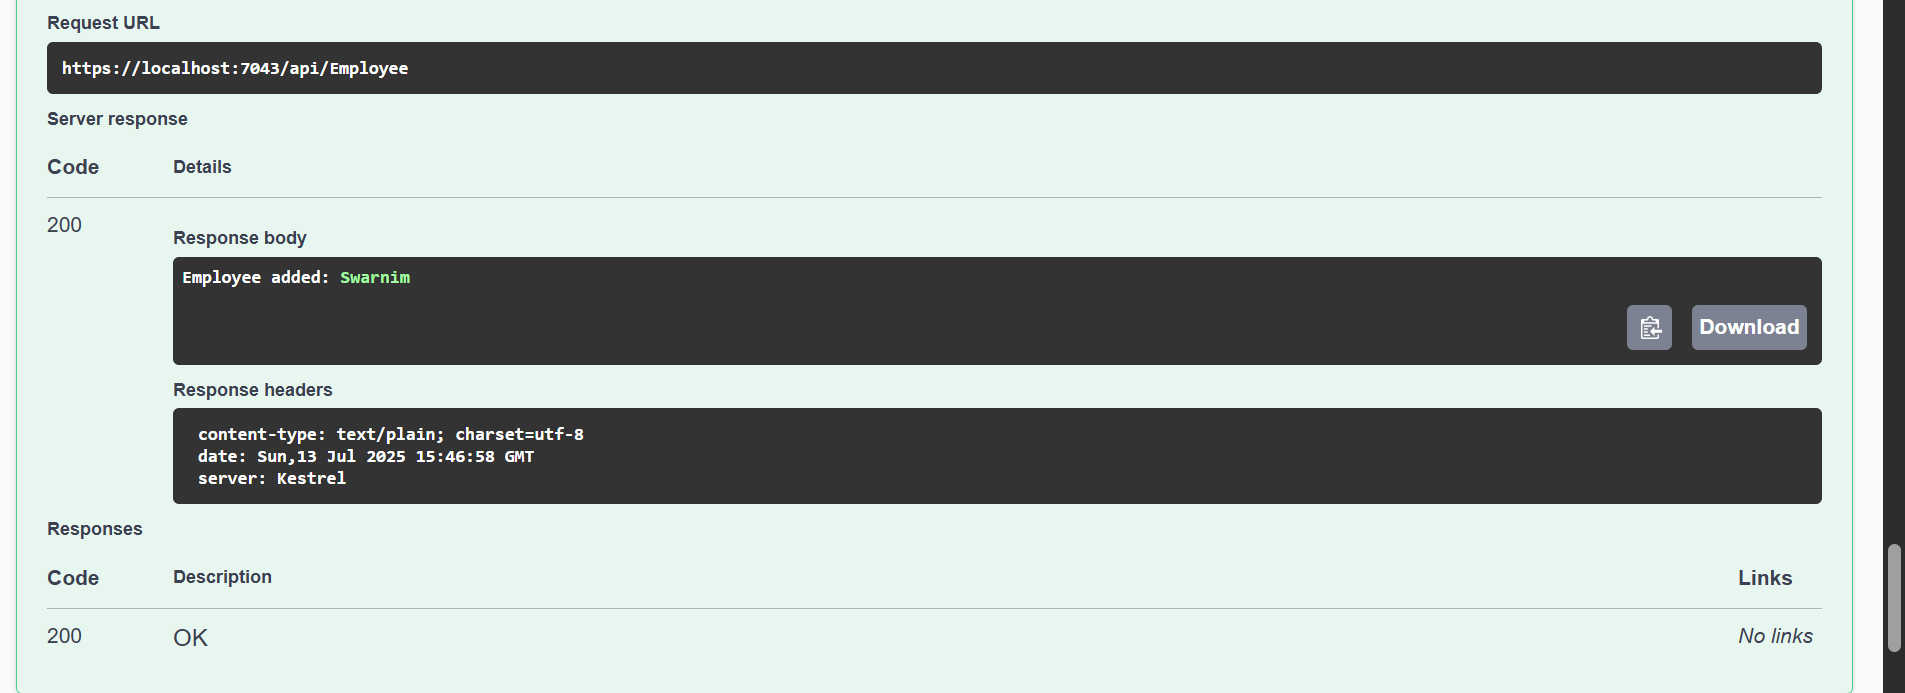 Request URL
https://localhost:7043/api/Employee
Server response
Code Details
200
Response body
Employee added: Swarnim
Download
Response headers
content-type: text/plain; charset=utf-8
date: Sun,13 Jul 2025 15:46:58 GMT
server: Kestrel
Responses
Code Description Links
200 OK No links